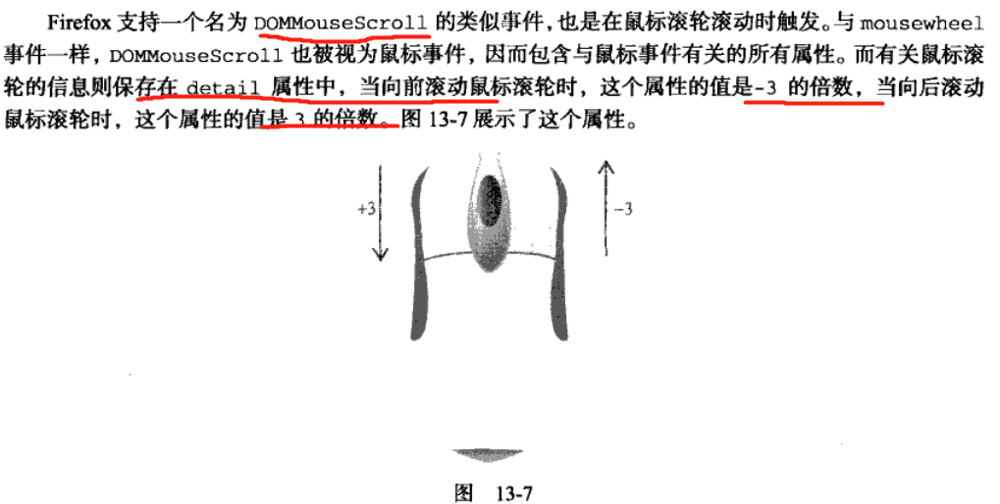 Firefox 支持一个名为 DOMMouseScroll 的类似事件，也是在鼠标滚轮滚动时触发。与 mousewheel
事件一样，DOMMouseScroll 也被视为鼠标事件，因而包含与鼠标事件有关的所有属性。而有关鼠标滚
轮的信息则保存在 detail 属性中，当向前滚动鼠标滚轮时，这个属性的值是-3 的倍数，当向后滚动
鼠标滚轮时，这个属性的值是 3 的倍数。图 13-7 展示了这个属性。
+3
-3
图 13-7